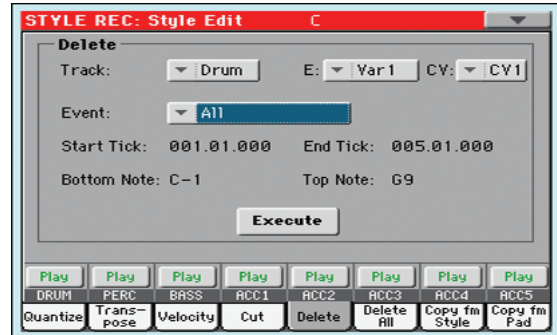 STYLE REC: Style Edit C
Delete
Track: Drum E: Var1 CV: CV1
Event: All
Start Tick: 001.01.000 End Tick: 005.01.000
Bottom Note: C-1 Top Note: G9
Execute
Play Play Play Play Play Play Play Play
DRUM PERC BASS ACC1 ACC2 ACC3 ACC4 ACC5
Quantize Trans-pose Velocity Cut Delete Delete All Copy fm Style Copy fm Pad